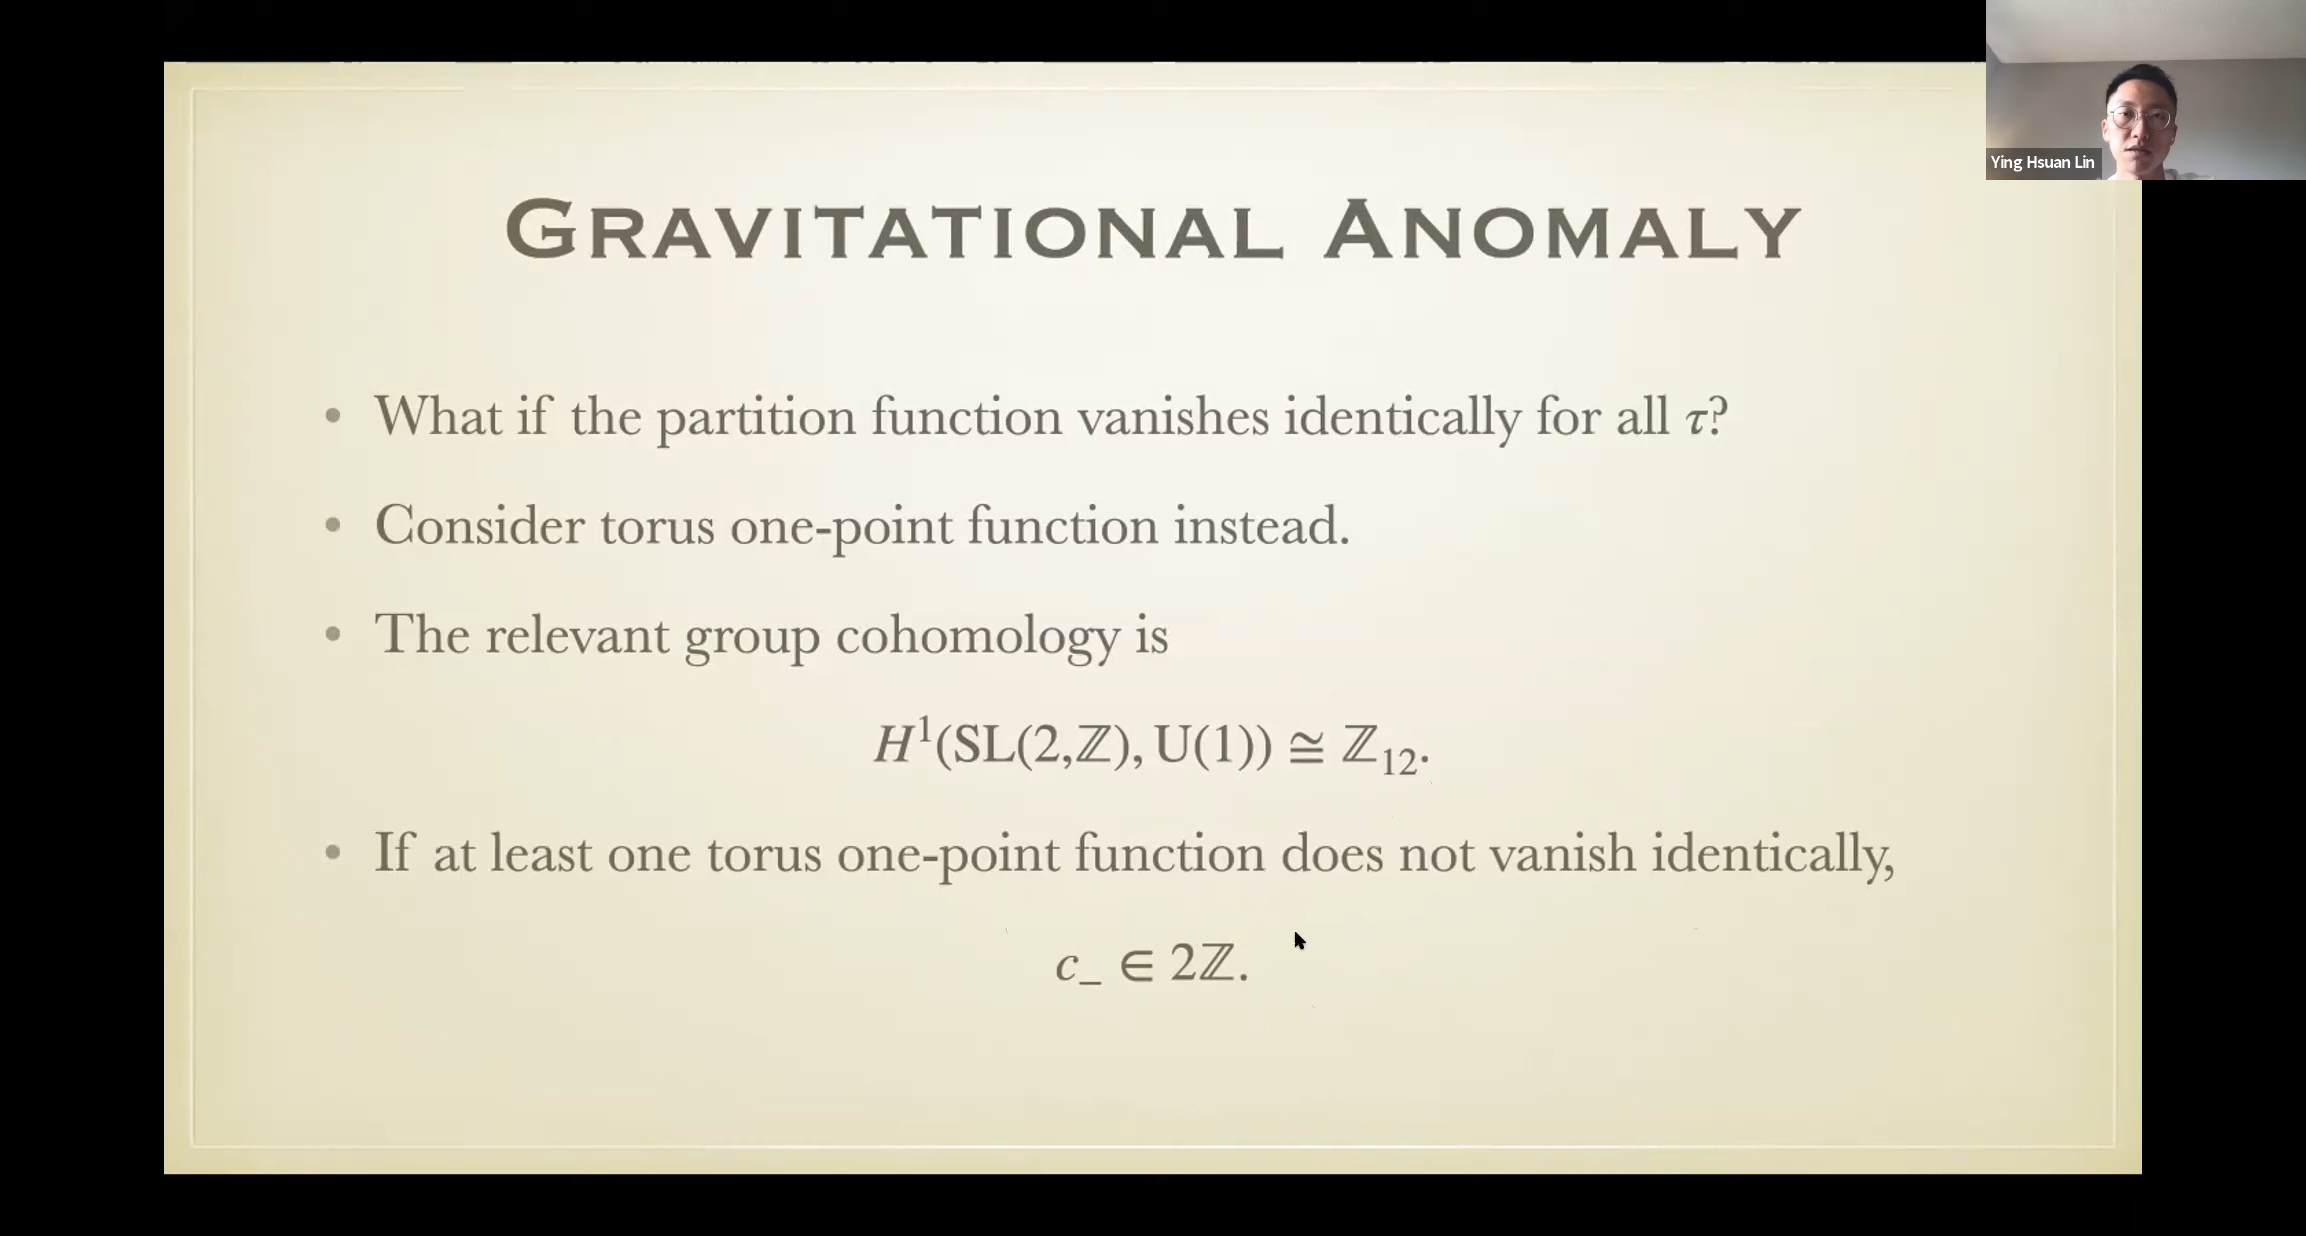 Ying Hsuan Lin
GRAVITATIONAL ANOMALY
• What if the partition function vanishes identically for all τ?
• Consider torus one-point function instead.
• The relevant group cohomology is
H¹(SL(2,ℤ), U(1)) ≅ ℤ₁₂.
• If at least one torus one-point function does not vanish identically,
c₋ ∈ 2ℤ.